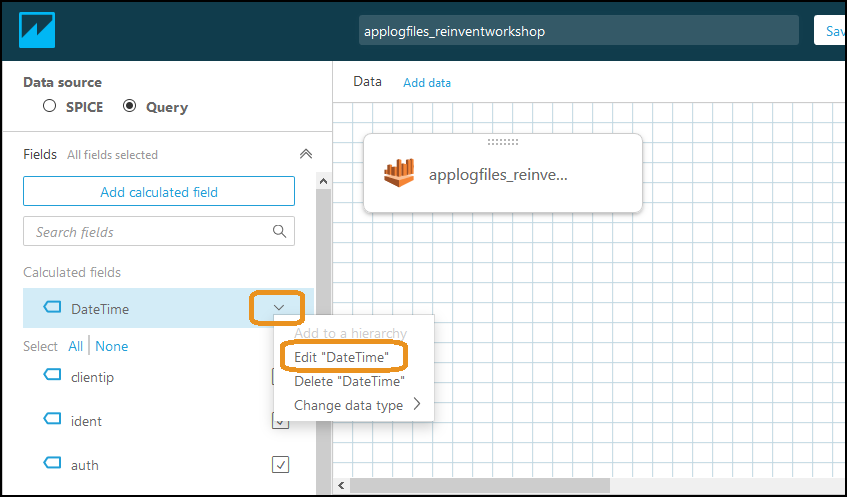 applogfiles_reinventworkshop
Sav
Data source
SPICE
Query
Data
Add data
Fields
All fields selected
Add calculated field
Search fields
applogfiles_reinve...
Calculated fields
DateTime
Add to a hierarchy
Edit "DateTime"
Delete "DateTime"
Change data type
Select
All
None
clientip
ident
auth